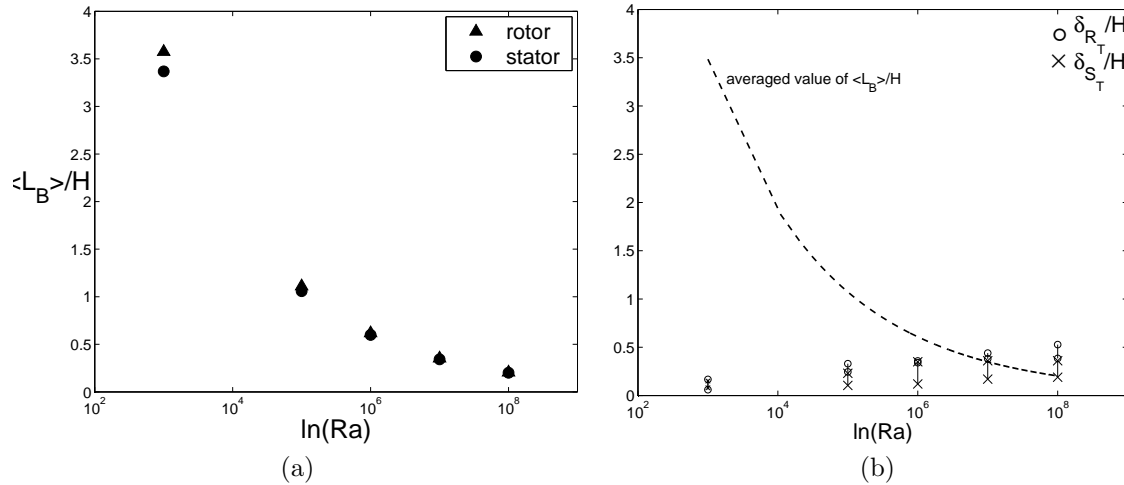 4
3.5
3
2.5
2
1.5
1
0.5
0
<L_B>/H
rotor
stator
10^2
10^4
10^6
10^8
ln(Ra)
(a)
4
3.5
3
2.5
2
1.5
1
0.5
0
averaged value of <L_B>/H
δ_R_T/H
δ_S_T/H
10^2
10^4
10^6
10^8
ln(Ra)
(b)